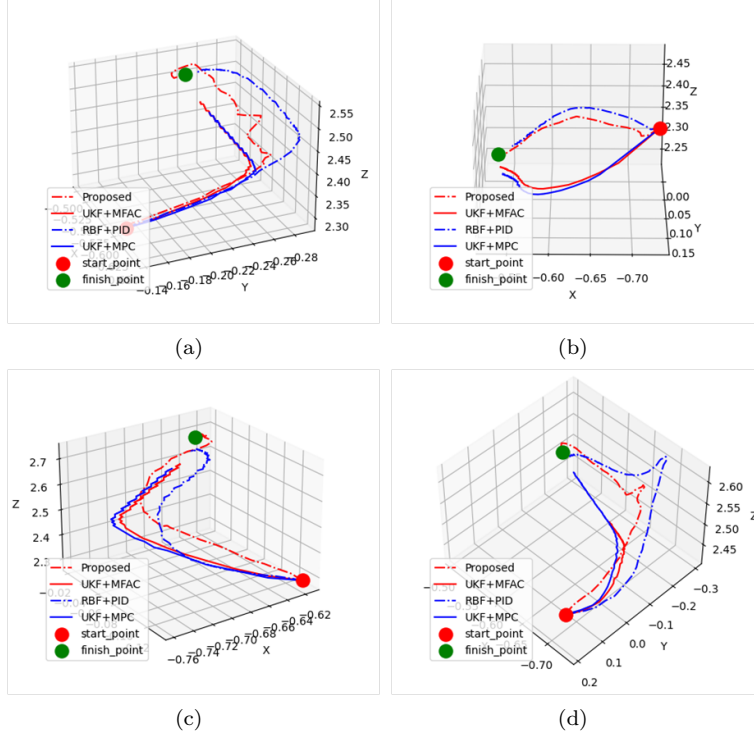 2.55
2.50
2.45
2.40
2.35
2.30
Z
−0.28
−0.26
−0.24
−0.22
−0.20
−0.18
−0.16
−0.14
Y
Proposed
UKF+MFAC
RBF+PID
UKF+MPC
start_point
finish_point
(a)
2.45
2.40
Z
2.35
2.30
2.25
0.00
0.05
Y
0.10
0.15
−0.60
−0.65
−0.70
X
Proposed
UKF+MFAC
RBF+PID
UKF+MPC
start_point
finish_point
(b)
2.7
2.6
Z
2.5
2.4
−0.62
−0.64
−0.66
−0.68
−0.70
−0.72
−0.74
−0.76
X
Proposed
UKF+MFAC
RBF+PID
UKF+MPC
start_point
finish_point
(c)
2.60
2.55
Z
2.50
2.45
−0.3
−0.2
−0.1
0.0
0.1
0.2
Y
−0.70
Proposed
UKF+MFAC
RBF+PID
UKF+MPC
start_point
finish_point
(d)